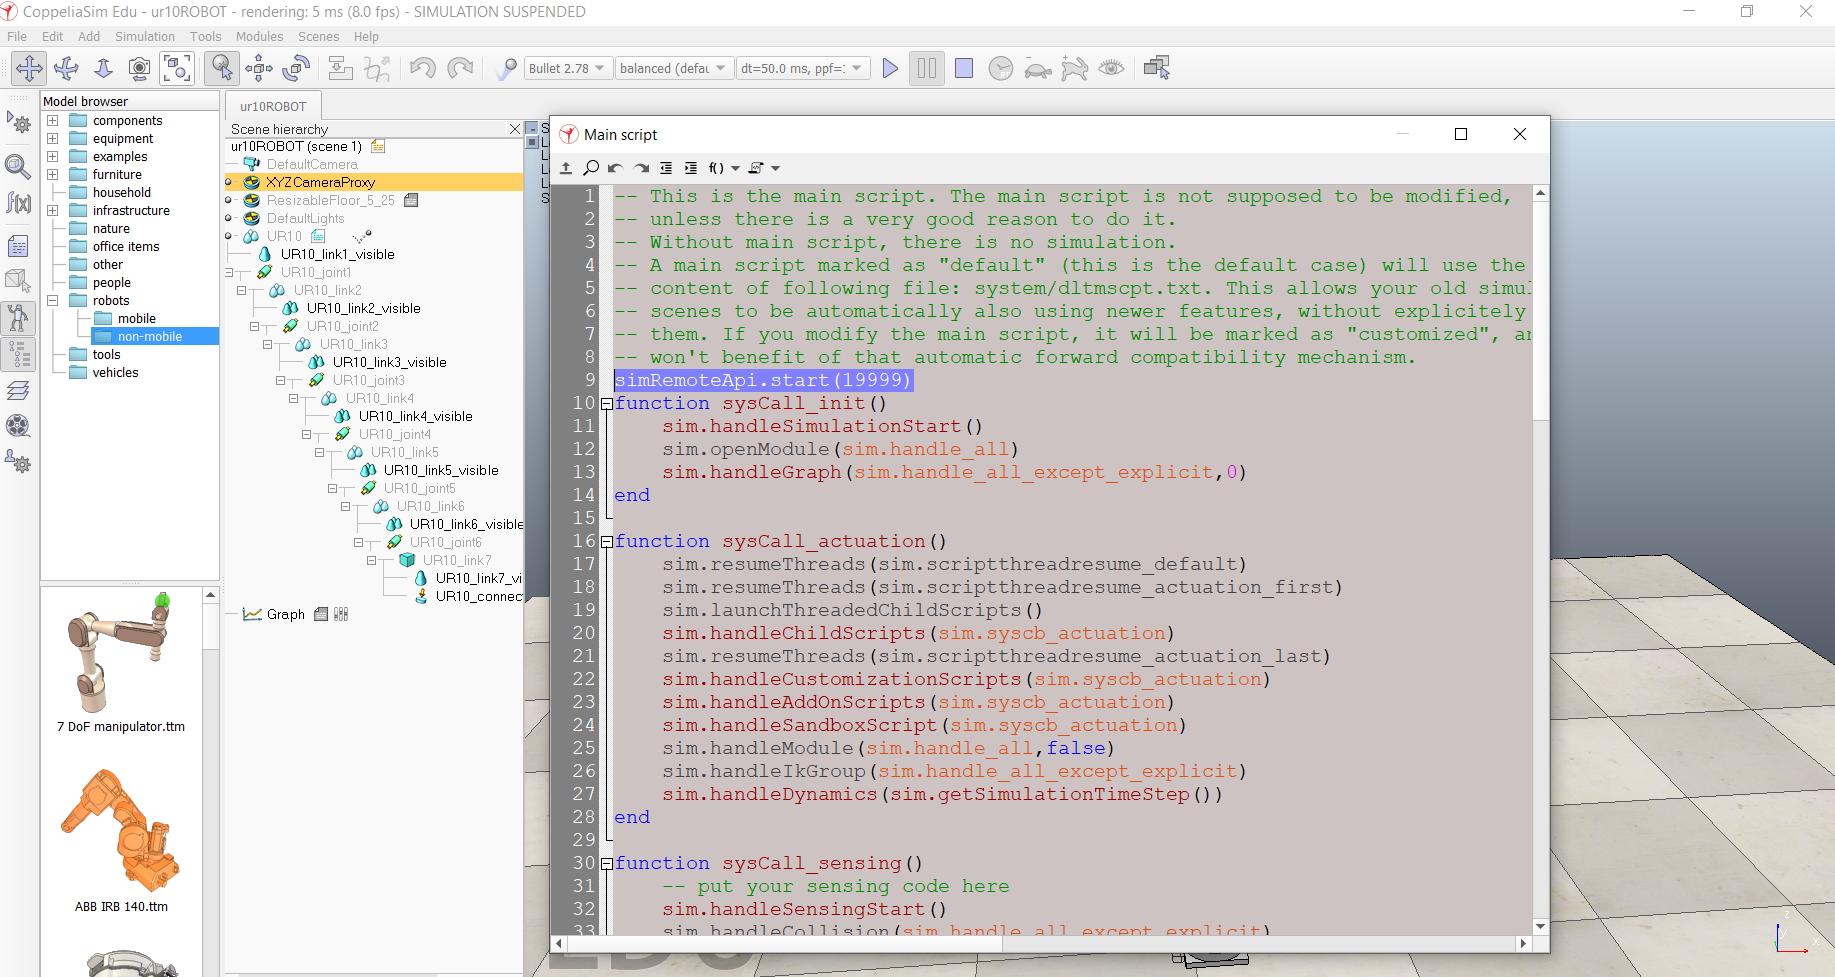 CoppeliaSim Edu - ur10ROBOT - rendering: 5 ms (8.0 fps) - SIMULATION SUSPENDED
File Edit Add Simulation Tools Modules Scenes Help
Bullet 2.78 balanced (defau dt=50.0 ms, ppf=:
Model browser
components
equipment
examples
furniture
household
infrastructure
nature
office items
other
people
robots
mobile
non-mobile
tools
vehicles
7 DoF manipulator.ttm
ABB IRB 140.ttm
ur10ROBOT
Scene hierarchy
ur10ROBOT (scene 1)
DefaultCamera
XYZCameraProxy
ResizableFloor_5_25
DefaultLights
UR10
UR10_link1_visible
UR10_joint1
UR10_link2
UR10_link2_visible
UR10_joint2
UR10_link3
UR10_link3_visible
UR10_joint3
UR10_link4
UR10_link4_visible
UR10_joint4
UR10_link5
UR10_link5_visible
UR10_joint5
UR10_link6
UR10_link6_visible
UR10_joint6
UR10_link7
UR10_link7_vi
UR10_connec
Graph
Main script
f()
1 -- This is the main script. The main script is not supposed to be modified,
2 -- unless there is a very good reason to do it.
3 -- Without main script, there is no simulation.
4 -- A main script marked as "default" (this is the default case) will use the
5 -- content of following file: system/dltmscpt.txt. This allows your old simul
6 -- scenes to be automatically also using newer features, without explicitely
7 -- them. If you modify the main script, it will be marked as "customized", an
8 -- won't benefit of that automatic forward compatibility mechanism.
9 simRemoteApi.start(19999)
10 function sysCall_init()
11 sim.handleSimulationStart()
12 sim.openModule(sim.handle_all)
13 sim.handleGraph(sim.handle_all_except_explicit,0)
14 end
15
16 function sysCall_actuation()
17 sim.resumeThreads(sim.scriptthreadresume_default)
18 sim.resumeThreads(sim.scriptthreadresume_actuation_first)
19 sim.launchThreadedChildScripts()
20 sim.handleChildScripts(sim.syscb_actuation)
21 sim.resumeThreads(sim.scriptthreadresume_actuation_last)
22 sim.handleCustomizationScripts(sim.syscb_actuation)
23 sim.handleAddOnScripts(sim.syscb_actuation)
24 sim.handleSandboxScript(sim.syscb_actuation)
25 sim.handleModule(sim.handle_all,false)
26 sim.handleIkGroup(sim.handle_all_except_explicit)
27 sim.handleDynamics(sim.getSimulationTimeStep())
28 end
29
30 function sysCall_sensing()
31 -- put your sensing code here
32 sim.handleSensingStart()
33 sim.handleCollision(sim.handle_all_except_explicit)
EDU
z
y
x